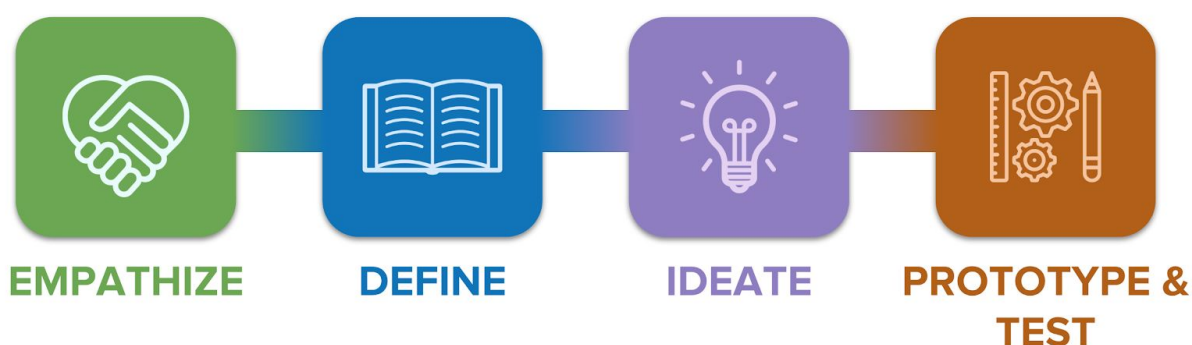 EMPATHIZE
DEFINE
IDEATE
PROTOTYPE &
TEST